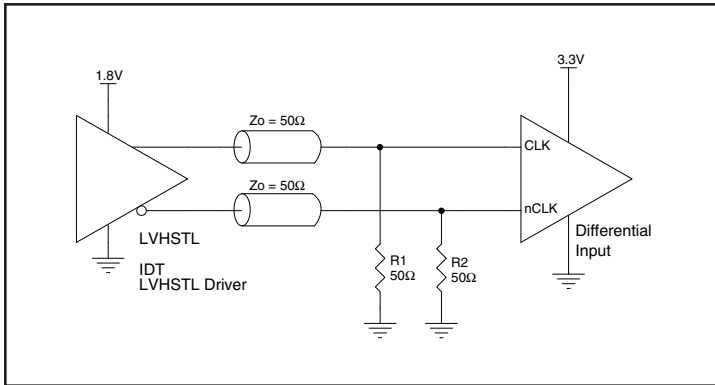 1.8V
3.3V
Zo = 50Ω
CLK
Zo = 50Ω
nCLK
Differential
Input
LVHSTL
IDT
LVHSTL Driver
R1
50Ω
R2
50Ω